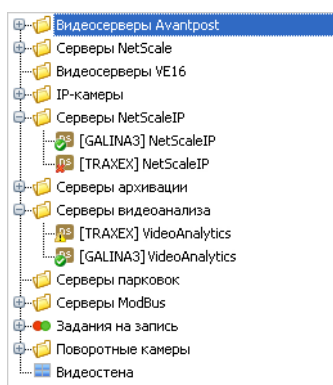 Видеосерверы Avantpost
Серверы NetScale
Видеосерверы VE16
IP-камеры
Серверы NetScaleIP
[GALINA3] NetScaleIP
[TRAXEX] NetScaleIP
Серверы архивации
Серверы видеоанализа
[TRAXEX] VideoAnalytics
[GALINA3] VideoAnalytics
Серверы парковок
Серверы ModBus
Задания на запись
Поворотные камеры
Видеостена